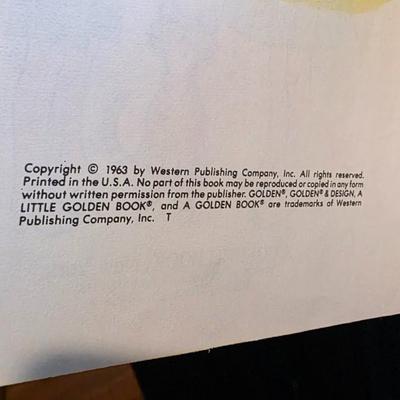 Copyright © 1963 by Western Publishing Company, Inc. All rights reserved.
Printed in the U.S.A. No part of this book may be reproduced or copied in any form
without written permission from the publisher. GOLDEN®, GOLDEN & DESIGN®, A
LITTLE GOLDEN BOOK®, and A GOLDEN BOOK® are trademarks of Western
Publishing Company, Inc. T